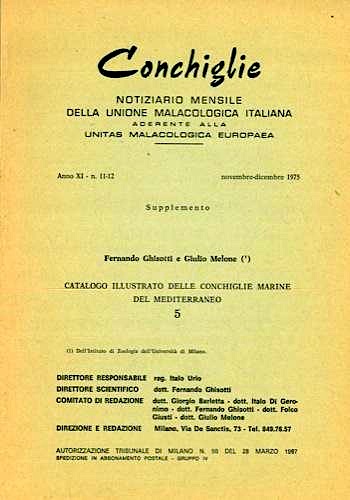 Conchiglie
NOTIZIARIO MENSILE
DELLA UNIONE MALACOLOGICA ITALIANA
ADERENTE ALLA
UNITAS MALACOLOGICA EUROPAEA
Anno XI - n. 11-12 novembre-dicembre 1975
Supplemento
Fernando Ghisotti e Giulio Melone (¹)
CATALOGO ILLUSTRATO DELLE CONCHIGLIE MARINE
DEL MEDITERRANEO
5
(1) Dell'Istituto di Zoologia dell'Università di Milano.
DIRETTORE RESPONSABILE rag. Italo Urio
DIRETTORE SCIENTIFICO dott. Fernando Ghisotti
COMITATO DI REDAZIONE dott. Giorgio Barletta - dott. Italo Di Gero-
nimo - dott. Fernando Ghisotti - dott. Folco
Giusti - dott. Giulio Melone
DIREZIONE E REDAZIONE Milano, Via De Sanctis, 73 - Tel. 849.76.57
AUTORIZZAZIONE TRIBUNALE DI MILANO N. 90 DEL 28 MARZO 1967
SPEDIZIONE IN ABBONAMENTO POSTALE - GRUPPO IV